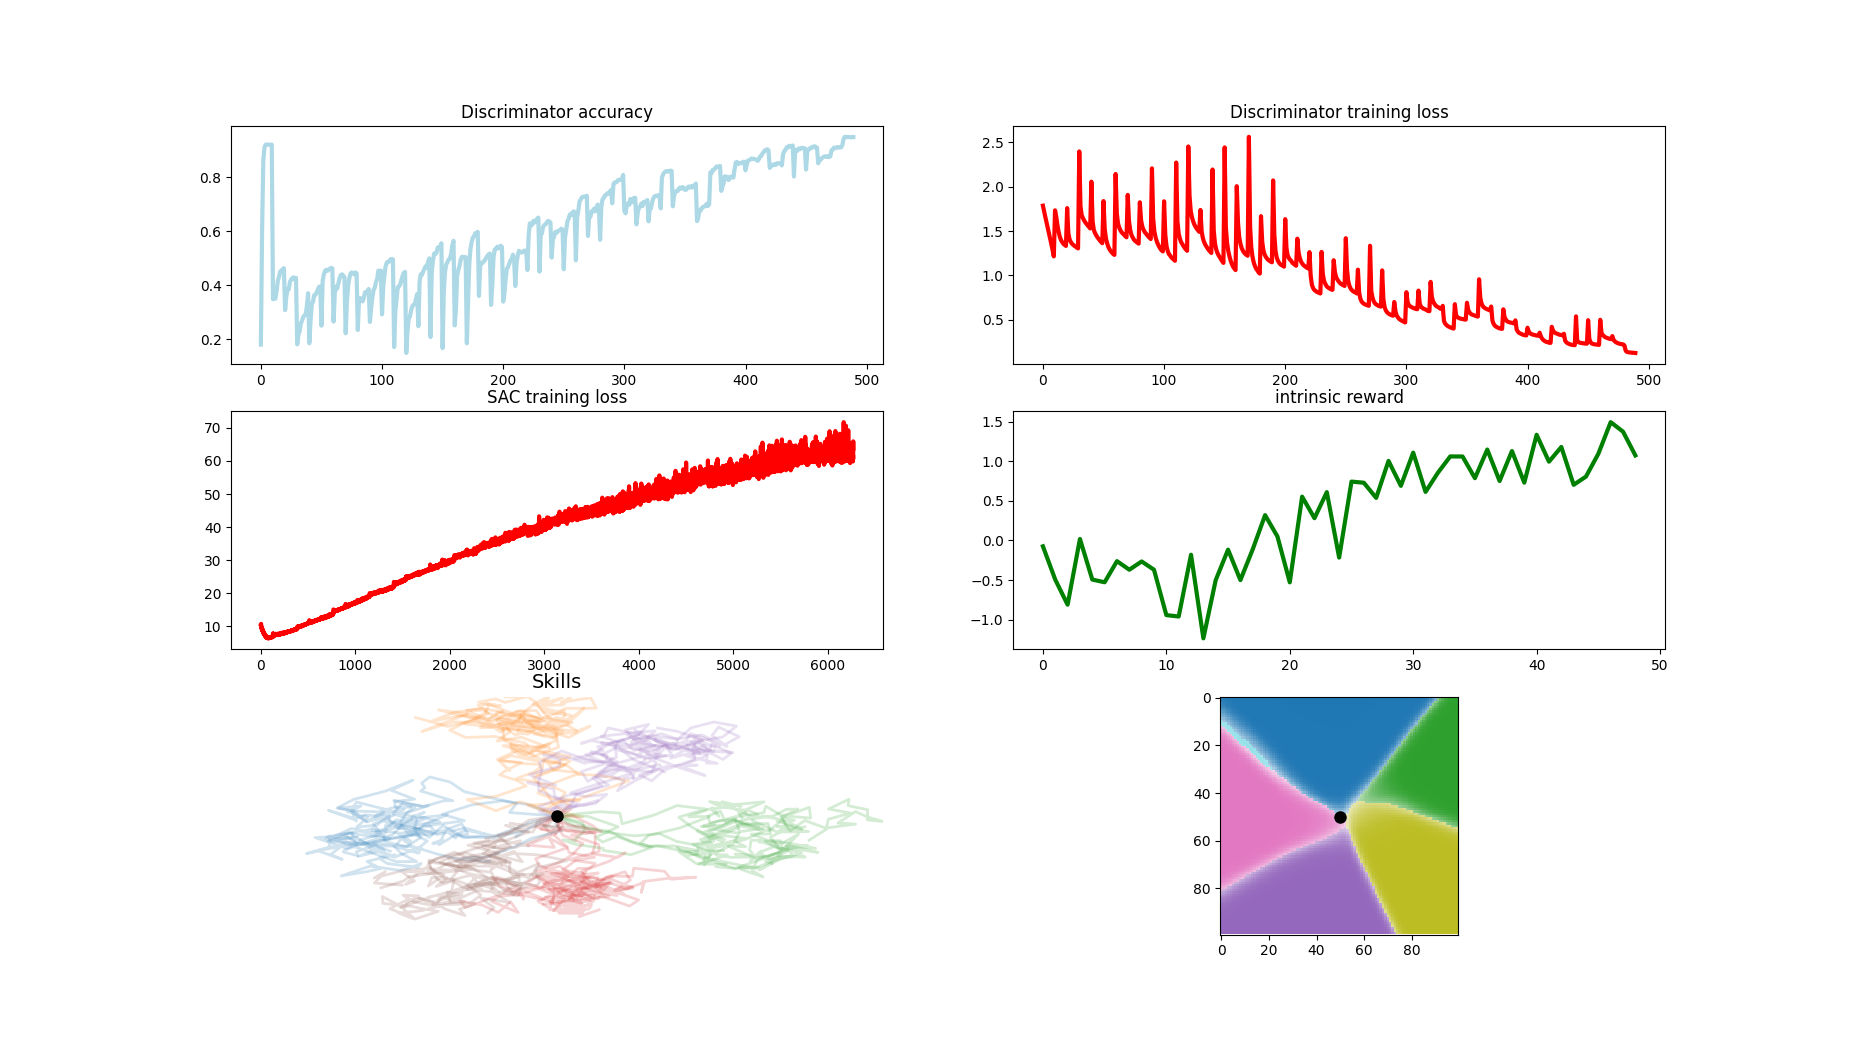 Discriminator accuracy
0.8
0.6
0.4
0.2
0 100 200 300 400 500
Discriminator training loss
2.5
2.0
1.5
1.0
0.5
0 100 200 300 400 500
SAC training loss
70
60
50
40
30
20
10
0 1000 2000 3000 4000 5000 6000
intrinsic reward
1.5
1.0
0.5
0.0
−0.5
−1.0
0 10 20 30 40 50
Skills
0
20
40
60
80
0 20 40 60 80